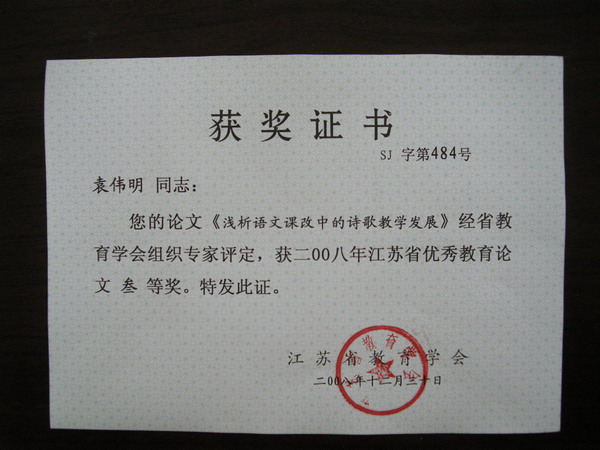 获奖证书
SJ 字第484号
袁伟明 同志：
您的论文《浅析语文课改中的诗歌教学发展》经省教
育学会组织专家评定，获二00八年江苏省优秀教育论
文 叁 等奖。特发此证。
江苏省教育学会
二00八年十二月三十日